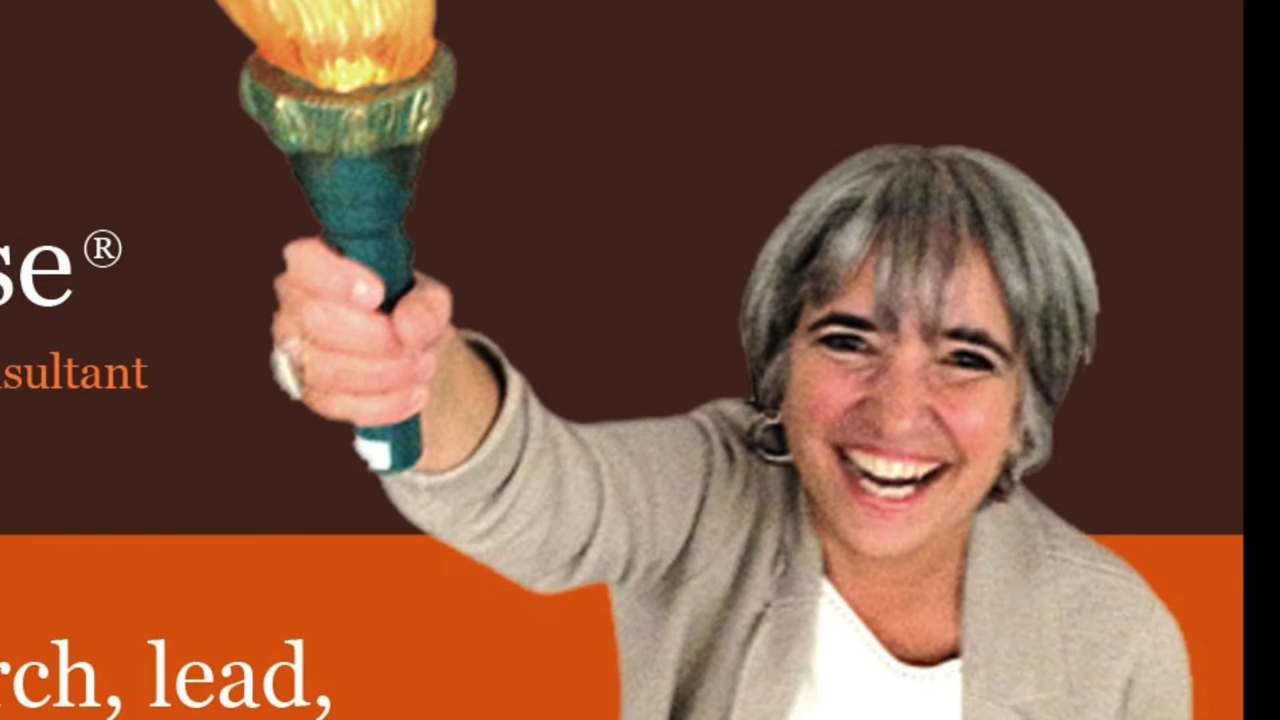 se®
sultant
rch, lead,